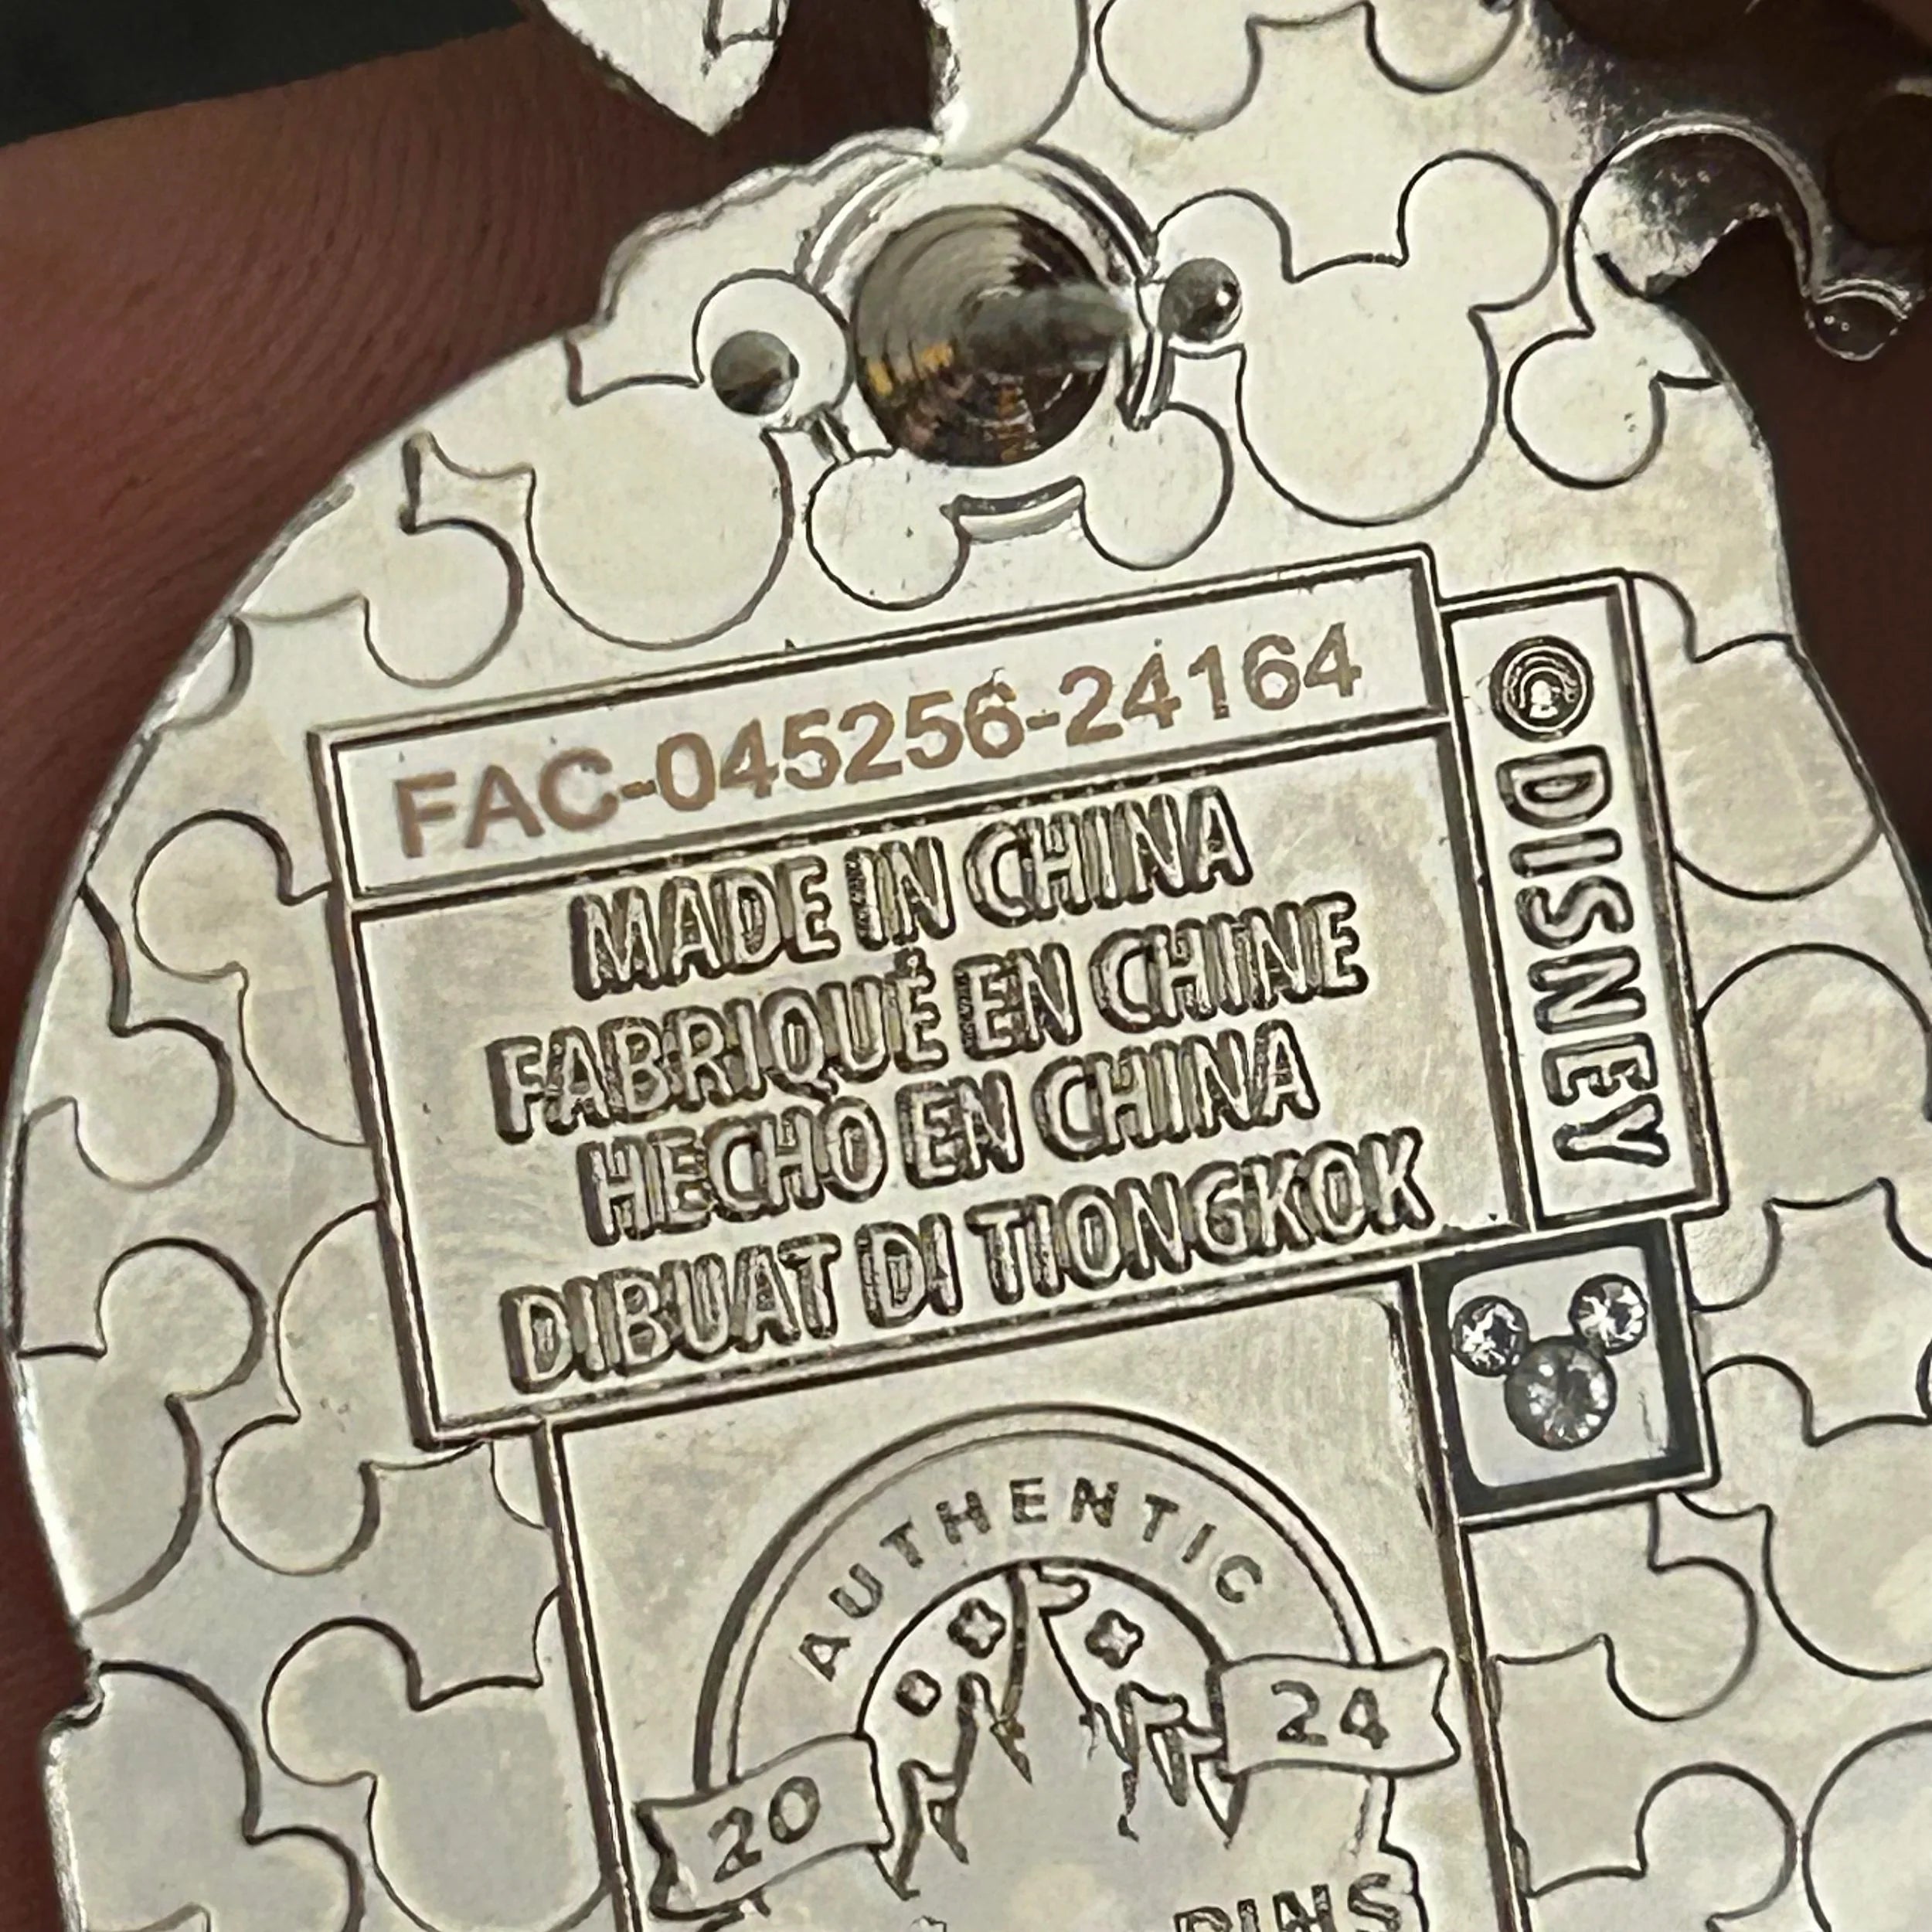 FAC-045256-24164
MADE IN CHINA
FABRIQUÉ EN CHINE
HECHO EN CHINA
DIBUAT DI TIONGKOK
© DISNEY
AUTHENTIC
20 24
PINS